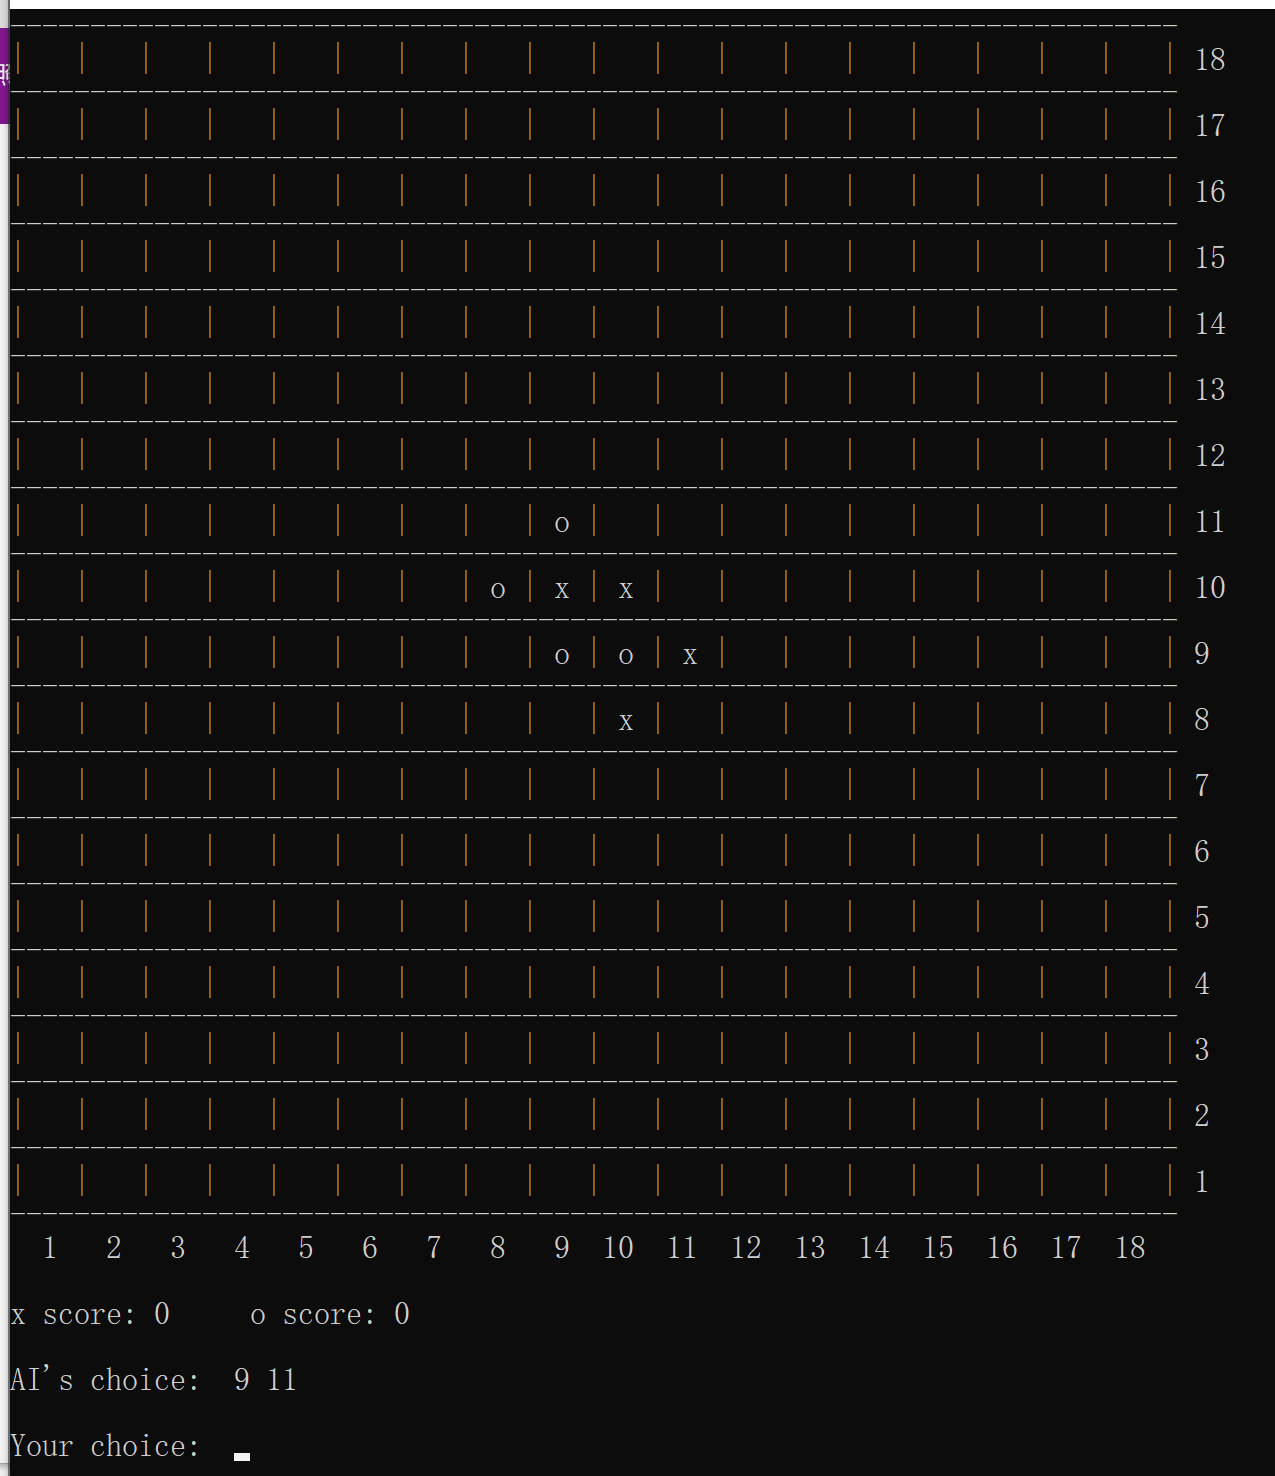 18
17
16
15
14
13
12
o 11
o x x 10
o o x 9
x 8
7
6
5
4
3
2
1
1 2 3 4 5 6 7 8 9 10 11 12 13 14 15 16 17 18
x score: 0 o score: 0
AI's choice: 9 11
Your choice: